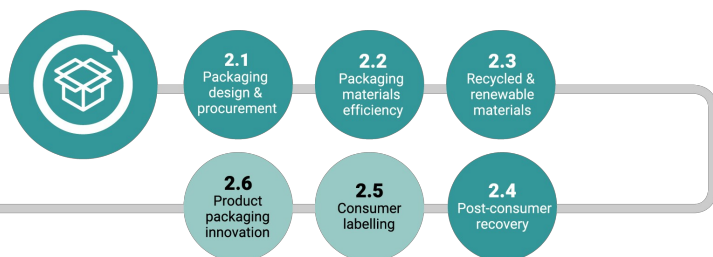 2.1
Packaging
design &
procurement
2.2
Packaging
materials
efficiency
2.3
Recycled &
renewable
materials
2.4
Post-consumer
recovery
2.5
Consumer
labelling
2.6
Product
packaging
innovation